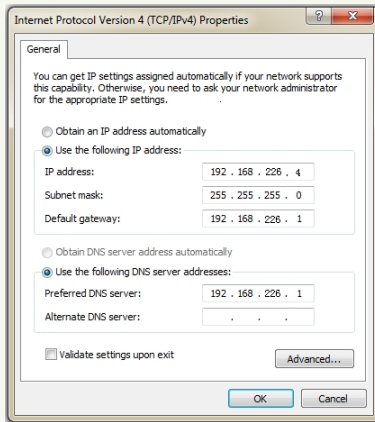 Internet Protocol Version 4 (TCP/IPv4) Properties
General
You can get IP settings assigned automatically if your network supports
this capability. Otherwise, you need to ask your network administrator
for the appropriate IP settings.
Obtain an IP address automatically
Use the following IP address:
IP address: 192 . 168 . 226 . 4
Subnet mask: 255 . 255 . 255 . 0
Default gateway: 192 . 168 . 226 . 1
Obtain DNS server address automatically
Use the following DNS server addresses:
Preferred DNS server: 192 . 168 . 226 . 1
Alternate DNS server: . . .
Validate settings upon exit
Advanced...
OK Cancel